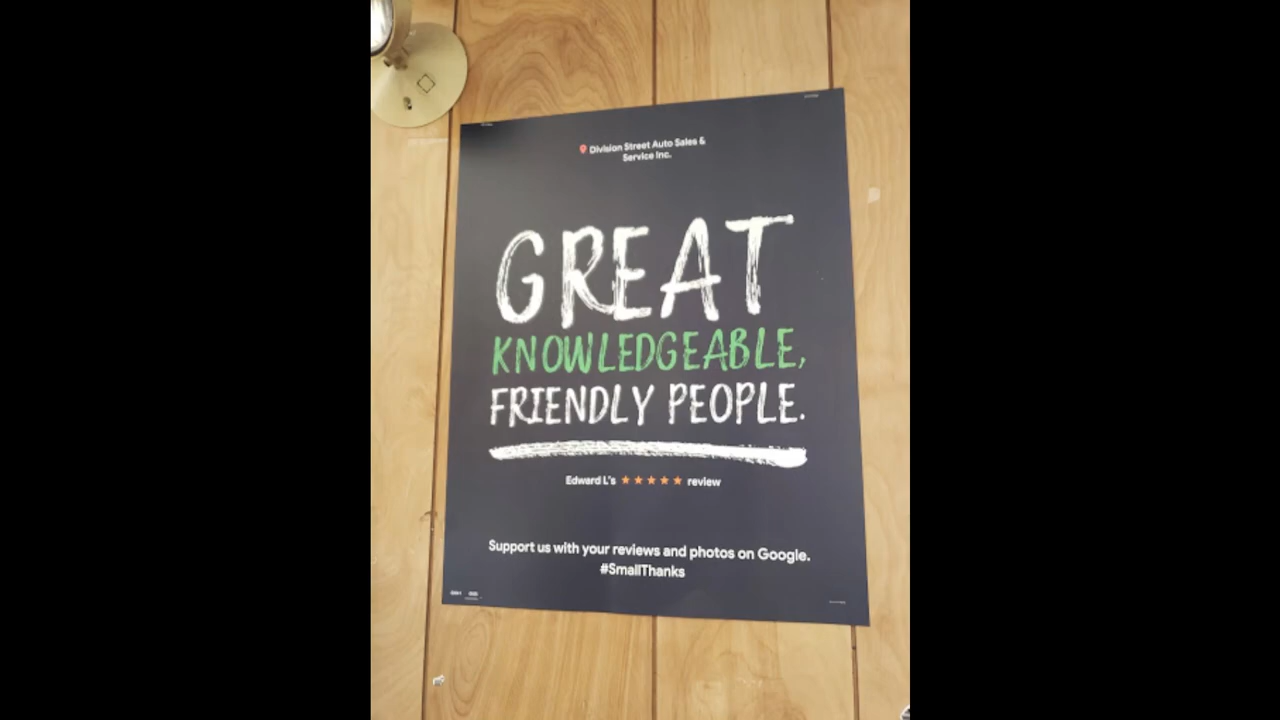 Division Street Auto Sales &
Service Inc.
GREAT
KNOWLEDGEABLE,
FRIENDLY PEOPLE.
Edward L's ★★★★★ review
Support us with your reviews and photos on Google.
#SmallThanks